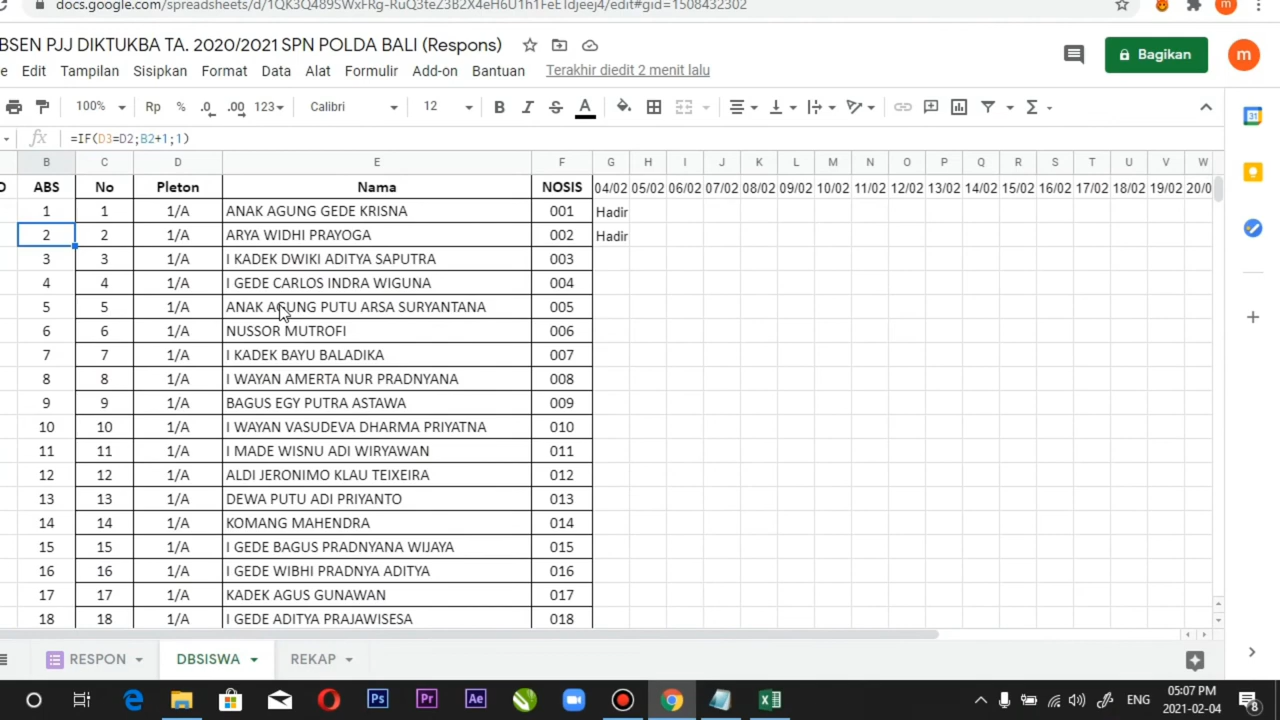 docs.google.com/spreadsheets/d/1QK3Q489SWxFRg-RuQ3teZ3B2X4eH6U1h1FeETdjeej4/edit#gid=1508432302
BSEN PJJ DIKTUKBA TA. 2020/2021 SPN POLDA BALI (Respons)
e Edit Tampilan Sisipkan Format Data Alat Formulir Add-on Bantuan Terakhir diedit 2 menit lalu
Bagikan
m
100% Rp % .0 .00 123 Calibri 12 B I S A
fx =IF(D3=D2;B2+1;1)
B C D E F G H I J K L M N O P Q R S T U V W
ABS No Pleton Nama NOSIS 04/02 05/02 06/02 07/02 08/02 09/02 10/02 11/02 12/02 13/02 14/02 15/02 16/02 17/02 18/02 19/02 20/0
1 1 1/A ANAK AGUNG GEDE KRISNA 001 Hadir
2 2 1/A ARYA WIDHI PRAYOGA 002 Hadir
3 3 1/A I KADEK DWIKI ADITYA SAPUTRA 003
4 4 1/A I GEDE CARLOS INDRA WIGUNA 004
5 5 1/A ANAK AGUNG PUTU ARSA SURYANTANA 005
6 6 1/A NUSSOR MUTROFI 006
7 7 1/A I KADEK BAYU BALADIKA 007
8 8 1/A I WAYAN AMERTA NUR PRADNYANA 008
9 9 1/A BAGUS EGY PUTRA ASTAWA 009
10 10 1/A I WAYAN VASUDEVA DHARMA PRIYATNA 010
11 11 1/A I MADE WISNU ADI WIRYAWAN 011
12 12 1/A ALDI JERONIMO KLAU TEIXEIRA 012
13 13 1/A DEWA PUTU ADI PRIYANTO 013
14 14 1/A KOMANG MAHENDRA 014
15 15 1/A I GEDE BAGUS PRADNYANA WIJAYA 015
16 16 1/A I GEDE WIBHI PRADNYA ADITYA 016
17 17 1/A KADEK AGUS GUNAWAN 017
18 18 1/A I GEDE ADITYA PRAJAWISESA 018
RESPON DBSISWA REKAP
Ps Pr Ae
ENG 05:07 PM
2021-02-04
8
31